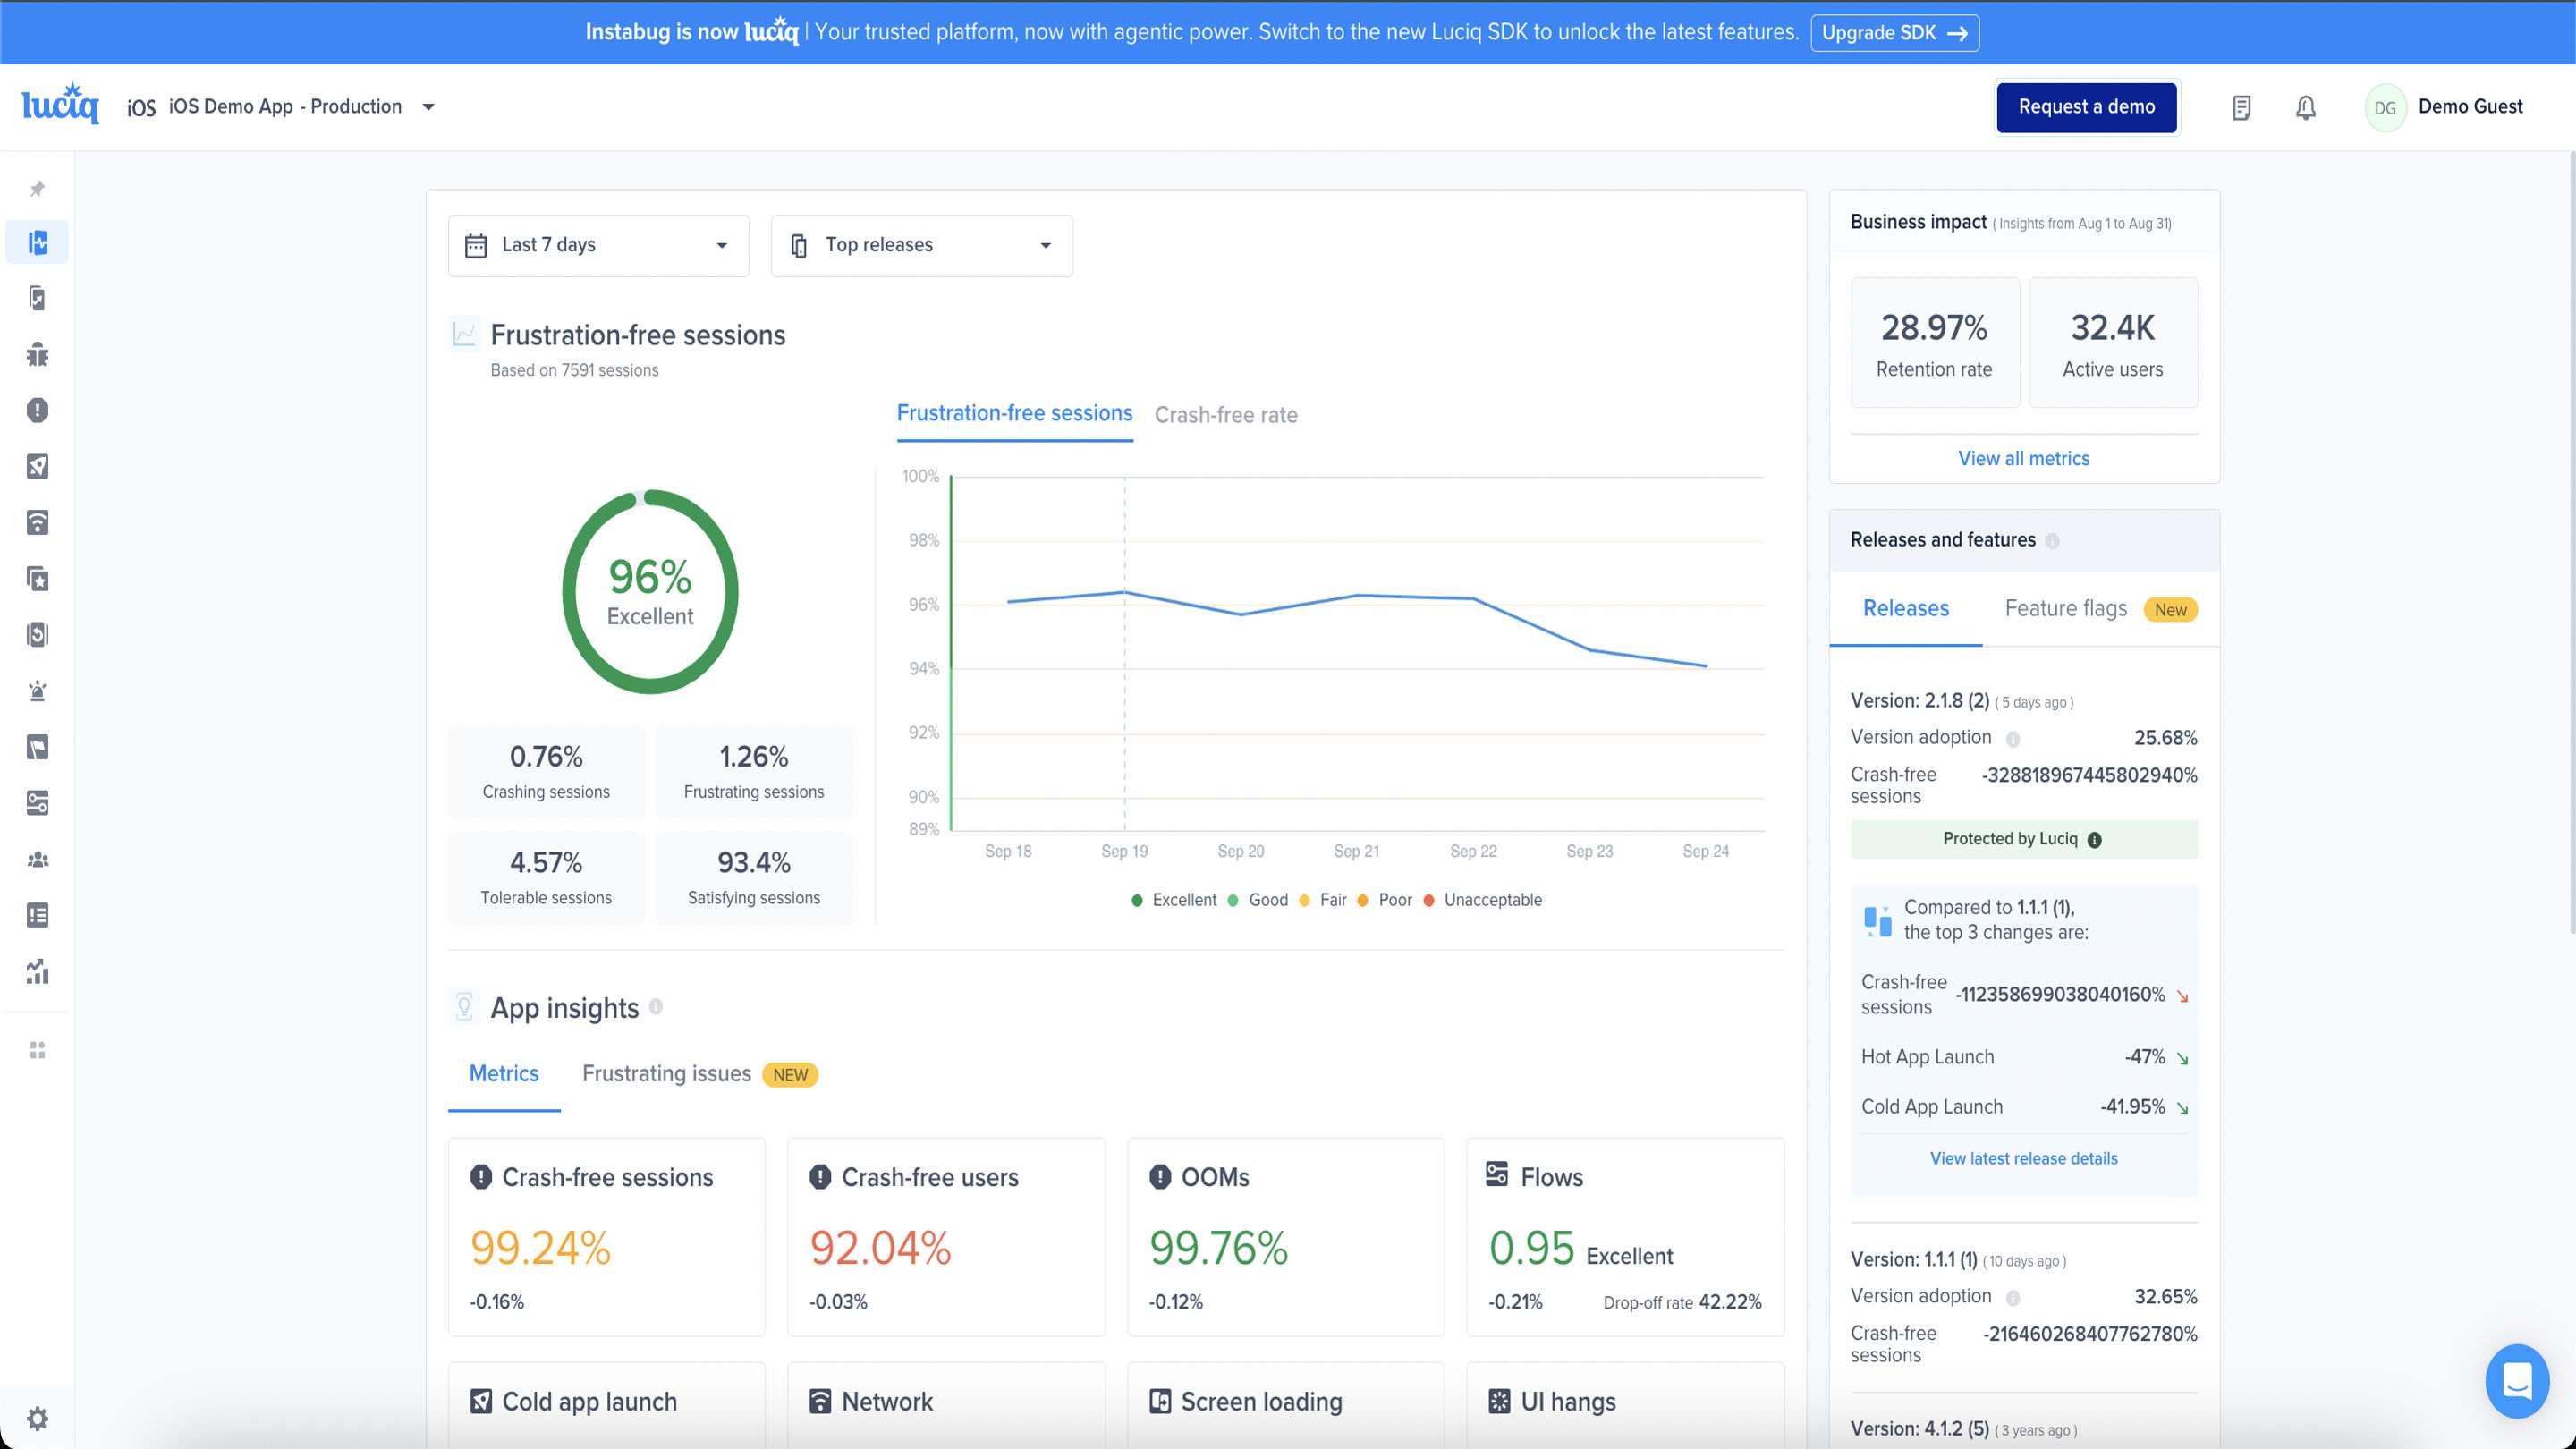 Instabug is now luciq | Your trusted platform, now with agentic power. Switch to the new Luciq SDK to unlock the latest features. Upgrade SDK →
luciq iOS iOS Demo App - Production
Request a demo
DG Demo Guest
Last 7 days
Top releases
Frustration-free sessions
Based on 7591 sessions
Frustration-free sessions Crash-free rate
96%
Excellent
0.76%
Crashing sessions
1.26%
Frustrating sessions
4.57%
Tolerable sessions
93.4%
Satisfying sessions
100%
98%
96%
94%
92%
90%
89%
Sep 18 Sep 19 Sep 20 Sep 21 Sep 22 Sep 23 Sep 24
Excellent Good Fair Poor Unacceptable
App insights
Metrics Frustrating issues NEW
Crash-free sessions
99.24%
-0.16%
Crash-free users
92.04%
-0.03%
OOMs
99.76%
-0.12%
Flows
0.95 Excellent
-0.21% Drop-off rate 42.22%
Cold app launch
Network
Screen loading
UI hangs
Business impact ( Insights from Aug 1 to Aug 31)
28.97%
Retention rate
32.4K
Active users
View all metrics
Releases and features
Releases Feature flags New
Version: 2.1.8 (2) ( 5 days ago )
Version adoption 25.68%
Crash-free sessions -328818967445802940%
Protected by Luciq
Compared to 1.1.1 (1),
the top 3 changes are:
Crash-free sessions -112358699038040160%
Hot App Launch -47%
Cold App Launch -41.95%
View latest release details
Version: 1.1.1 (1) ( 10 days ago )
Version adoption 32.65%
Crash-free sessions -216460268407762780%
Version: 4.1.2 (5) ( 3 years ago )